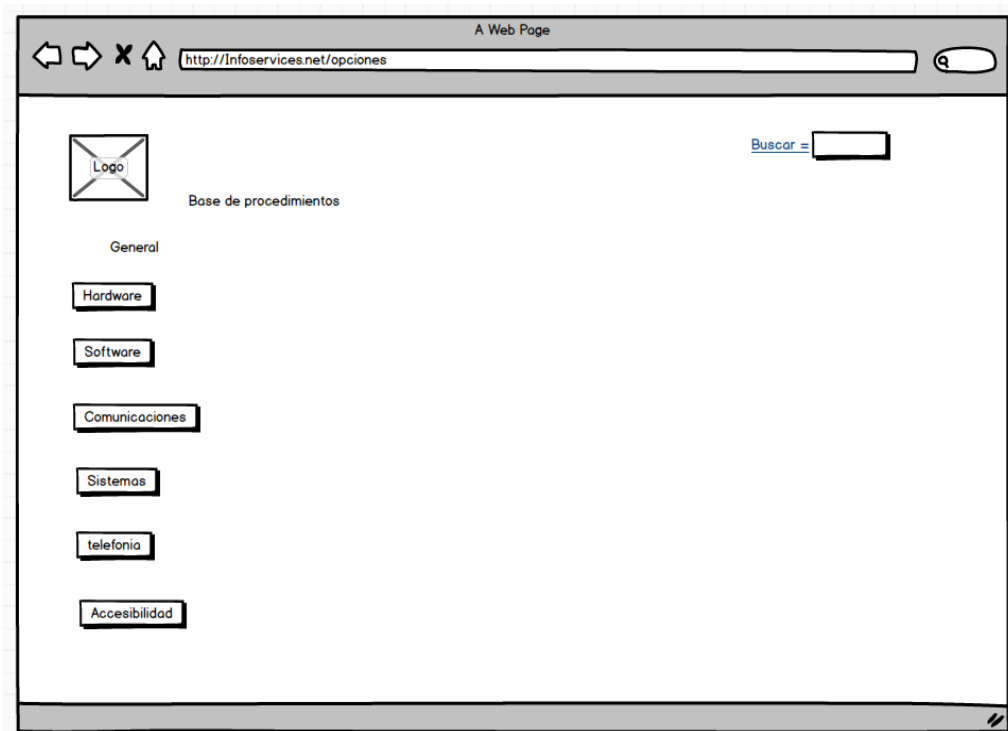 A Web Page
http://Infoservices.net/opciones
Logo
Buscar =
Base de procedimientos
General
Hardware
Software
Comunicaciones
Sistemas
telefonia
Accesibilidad